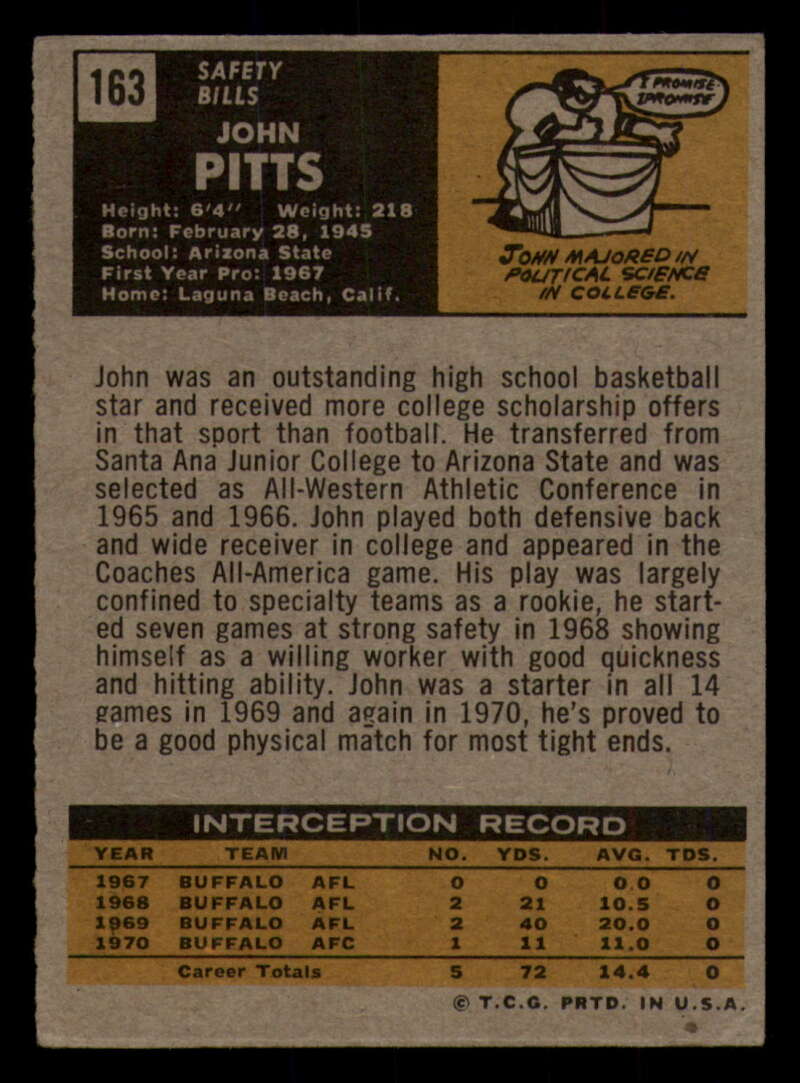 163
SAFETY
BILLS
JOHN
PITTS
Height: 6'4" Weight: 218
Born: February 28, 1945
School: Arizona State
First Year Pro: 1967
Home: Laguna Beach, Calif.
I PROMISE
I PROMISE
JOHN MAJORED IN
POLITICAL SCIENCE
IN COLLEGE.
John was an outstanding high school basketball
star and received more college scholarship offers
in that sport than football. He transferred from
Santa Ana Junior College to Arizona State and was
selected as All-Western Athletic Conference in
1965 and 1966. John played both defensive back
and wide receiver in college and appeared in the
Coaches All-America game. His play was largely
confined to specialty teams as a rookie, he start-
ed seven games at strong safety in 1968 showing
himself as a willing worker with good quickness
and hitting ability. John was a starter in all 14
games in 1969 and again in 1970, he's proved to
be a good physical match for most tight ends.
INTERCEPTION RECORD
YEAR TEAM NO. YDS. AVG. TDS.
1967 BUFFALO AFL 0 0 0.0 0
1968 BUFFALO AFL 2 21 10.5 0
1969 BUFFALO AFL 2 40 20.0 0
1970 BUFFALO AFC 1 11 11.0 0
Career Totals 5 72 14.4 0
© T.C.G. PRTD. IN U.S.A.